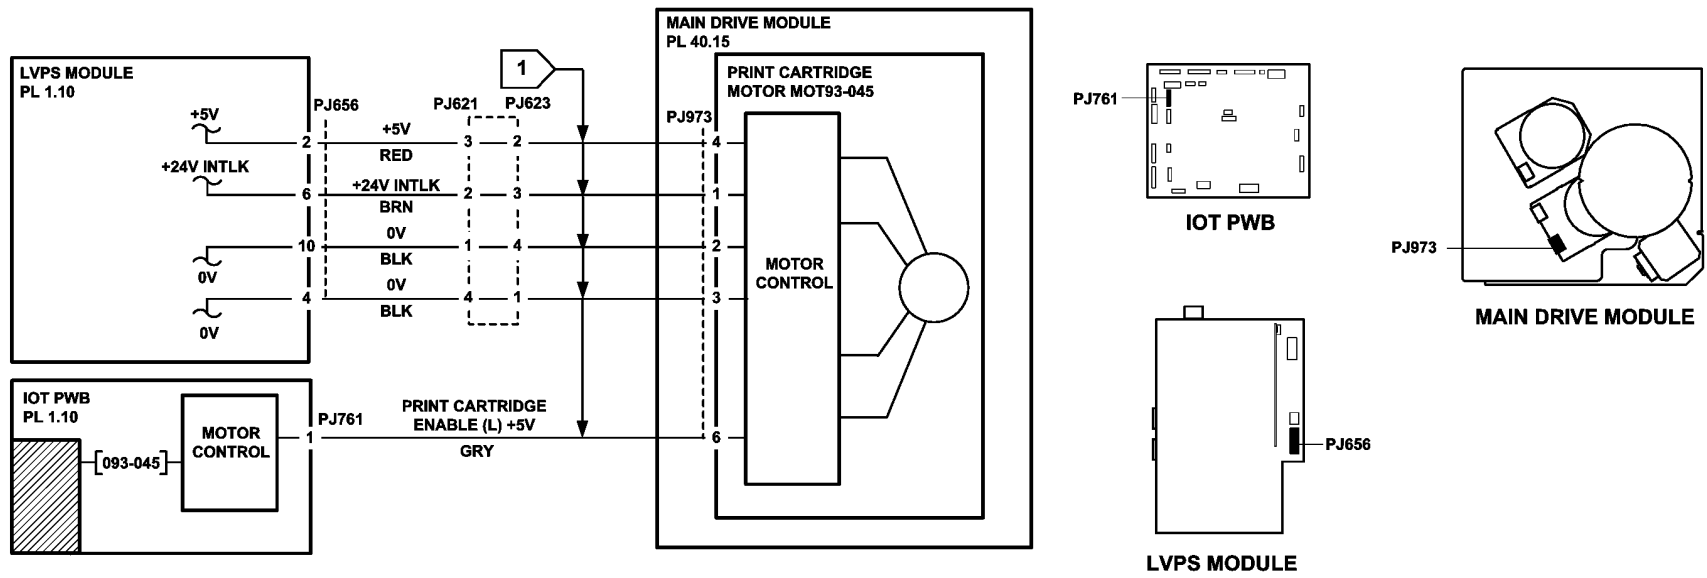 LVPS MODULE
PL 1.10
+5V
+24V INTLK
0V
0V
PJ656
2
6
10
4
+5V
RED
+24V INTLK
BRN
0V
BLK
0V
BLK
PJ621
PJ623
3 2
2 3
1 4
4 1
1
MAIN DRIVE MODULE
PL 40.15
PRINT CARTRIDGE
MOTOR MOT93-045
PJ973
4
1
2
3
6
MOTOR
CONTROL
IOT PWB
PL 1.10
093-045
MOTOR
CONTROL
PJ761
1
PRINT CARTRIDGE
ENABLE (L) +5V
GRY
PJ761
IOT PWB
PJ656
LVPS MODULE
PJ973
MAIN DRIVE MODULE